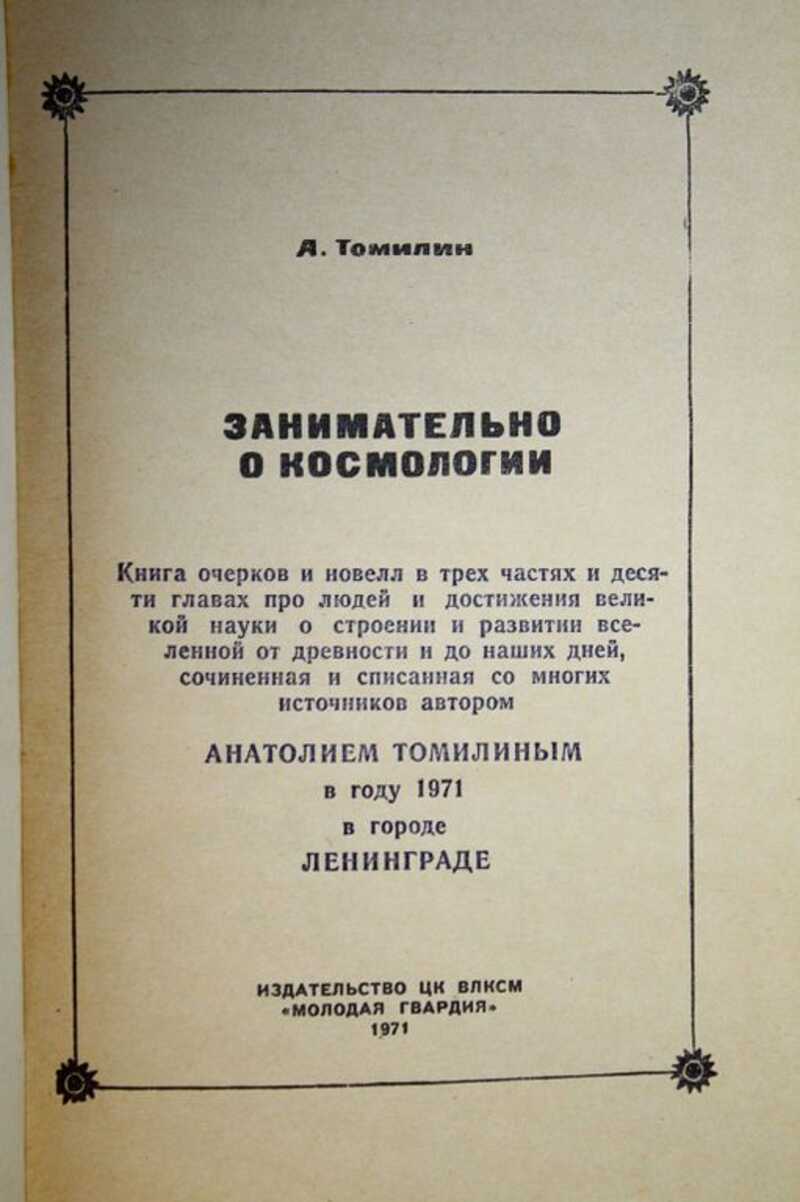 А. Томилин
ЗАНИМАТЕЛЬНО
О КОСМОЛОГИИ
Книга очерков и новелл в трех частях и деся-
ти главах про людей и достижения вели-
кой науки о строении и развитии все-
ленной от древности и до наших дней,
сочиненная и списанная со многих
источников автором
АНАТОЛИЕМ ТОМИЛИНЫМ
в году 1971
в городе
ЛЕНИНГРАДЕ
ИЗДАТЕЛЬСТВО ЦК ВЛКСМ
«МОЛОДАЯ ГВАРДИЯ»
1971